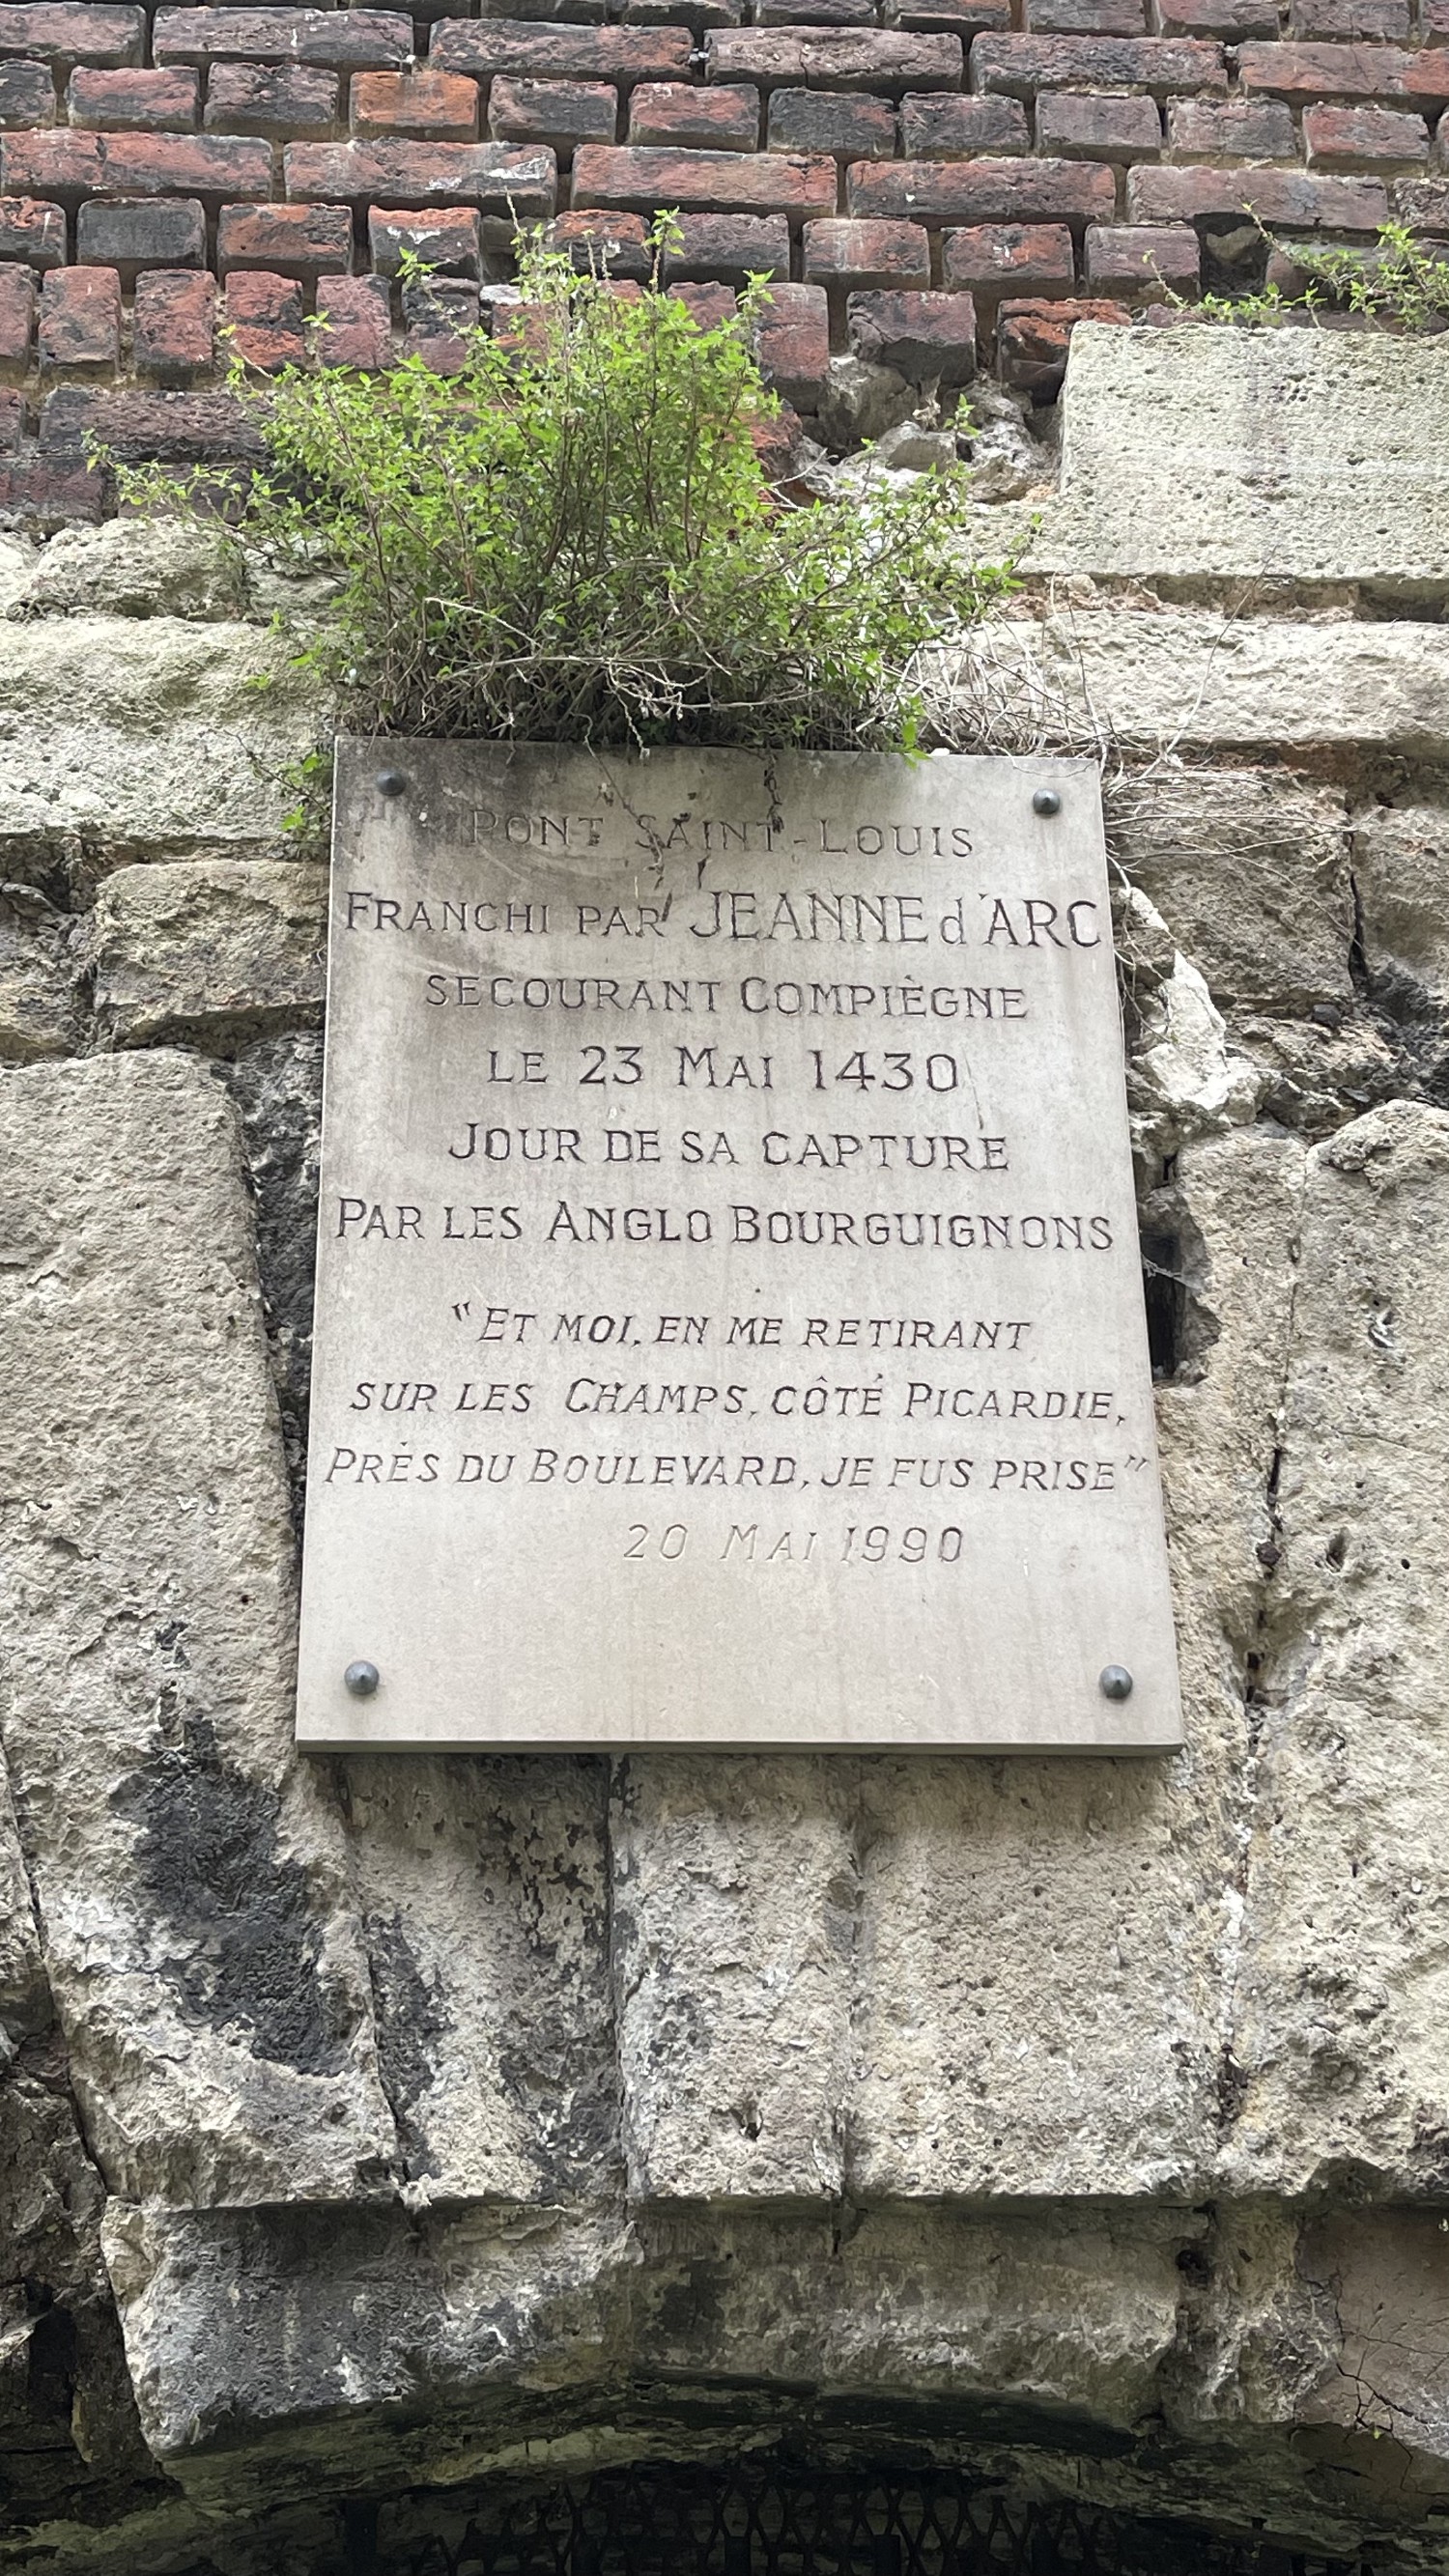 PONT SAINT-LOUIS
FRANCHI PAR JEANNE d'ARC
SECOURANT COMPIÈGNE
LE 23 MAI 1430
JOUR DE SA CAPTURE
PAR LES ANGLO BOURGUIGNONS
"ET MOI, EN ME RETIRANT
SUR LES CHAMPS, CÔTÉ PICARDIE,
PRÈS DU BOULEVARD, JE FUS PRISE"
20 MAI 1990